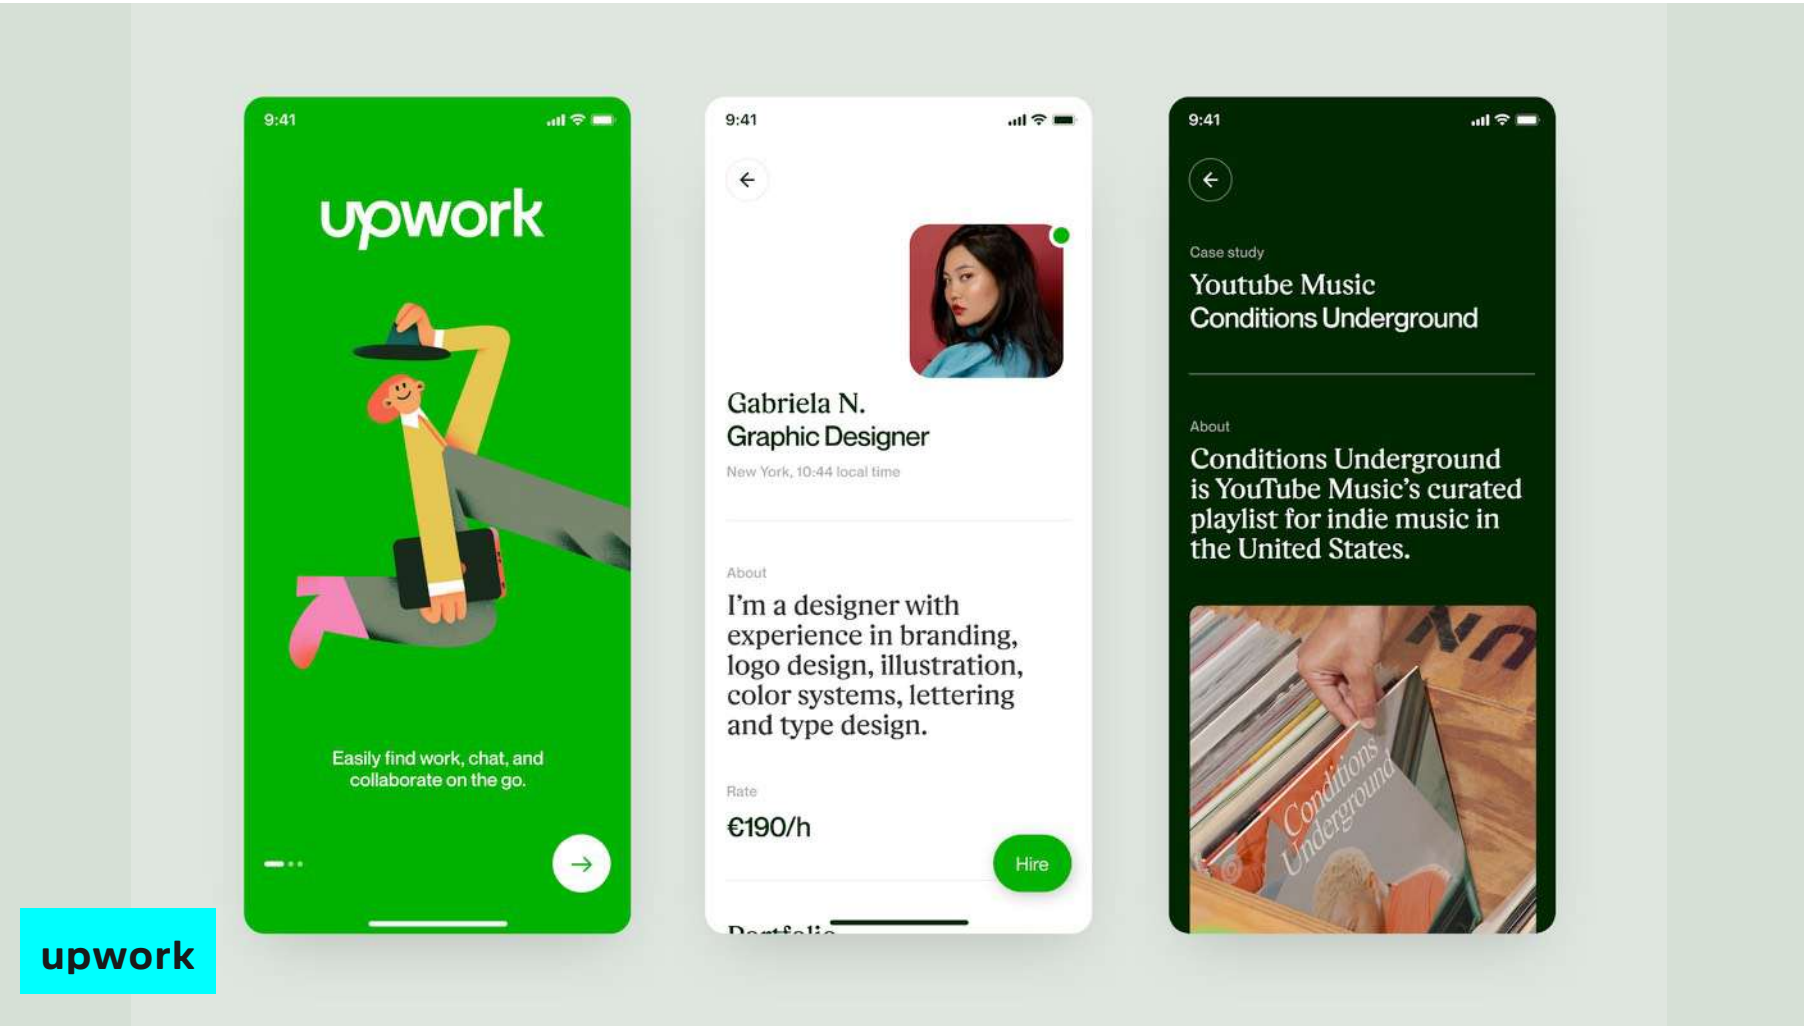 9:41
upwork
Easily find work, chat, and
collaborate on the go.
9:41
Gabriela N.
Graphic Designer
New York, 10:44 local time
About
I'm a designer with
experience in branding,
logo design, illustration,
color systems, lettering
and type design.
Rate
€190/h
Hire
Portfolio
9:41
Case study
Youtube Music
Conditions Underground
About
Conditions Underground
is YouTube Music's curated
playlist for indie music in
the United States.
UN
Conditions
Underground
upwork